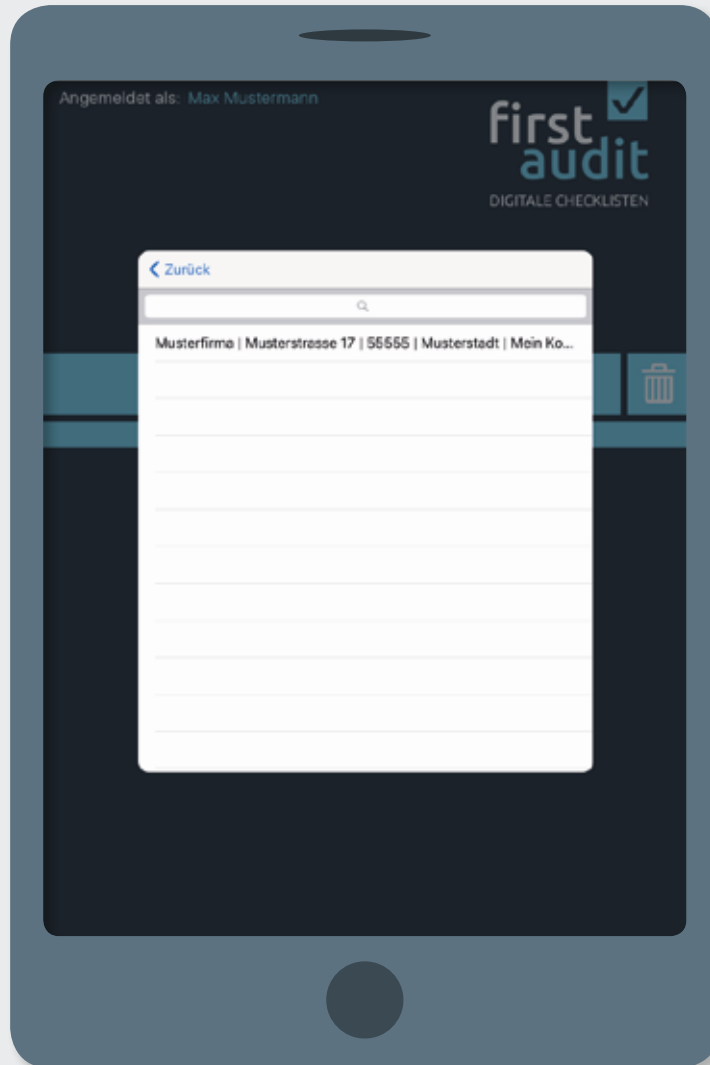 Angemeldet als: Max Mustermann
first
audit
DIGITALE CHECKLISTEN
Zurück
Musterfirma | Musterstrasse 17 | 55555 | Musterstadt | Mein Ko...